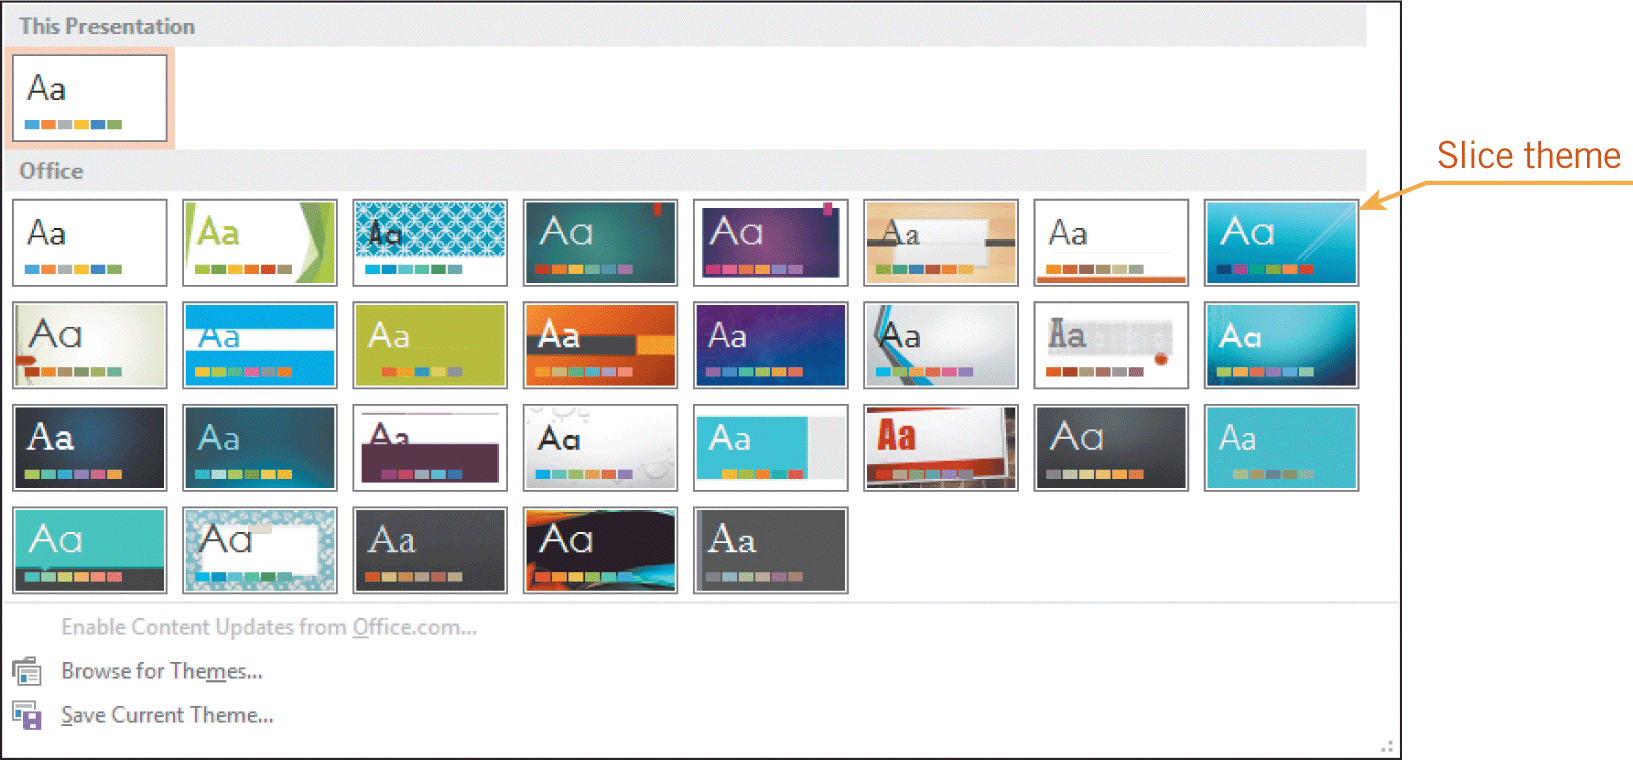 This Presentation
Aa
Office
Aa Aa Aa Aa Aa Aa Aa Aa
Slice theme
Aa Aa Aa Aa Aa Aa Aa Aa
Aa Aa Aa Aa Aa Aa Aa Aa
Aa Aa Aa Aa Aa
Enable Content Updates from Office.com...
Browse for Themes...
Save Current Theme...